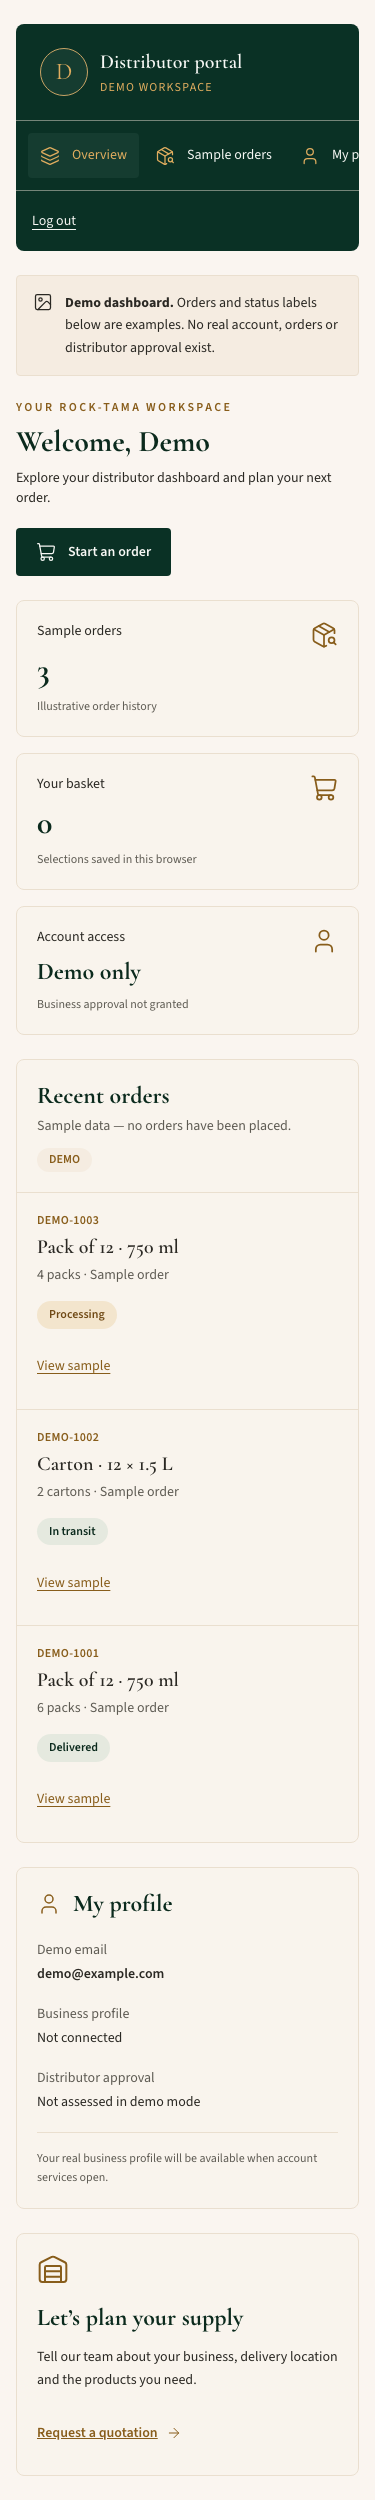 D
Distributor portal
DEMO WORKSPACE
Overview
Sample orders
My p
Log out
Demo dashboard. Orders and status labels
below are examples. No real account, orders or
distributor approval exist.
YOUR ROCK-TAMA WORKSPACE
Welcome, Demo
Explore your distributor dashboard and plan your next
order.
Start an order
Sample orders
3
Illustrative order history
Your basket
0
Selections saved in this browser
Account access
Demo only
Business approval not granted
Recent orders
Sample data — no orders have been placed.
DEMO
DEMO-1003
Pack of 12 · 750 ml
4 packs · Sample order
Processing
View sample
DEMO-1002
Carton · 12 × 1.5 L
2 cartons · Sample order
In transit
View sample
DEMO-1001
Pack of 12 · 750 ml
6 packs · Sample order
Delivered
View sample
My profile
Demo email
demo@example.com
Business profile
Not connected
Distributor approval
Not assessed in demo mode
Your real business profile will be available when account
services open.
Let’s plan your supply
Tell our team about your business, delivery location
and the products you need.
Request a quotation